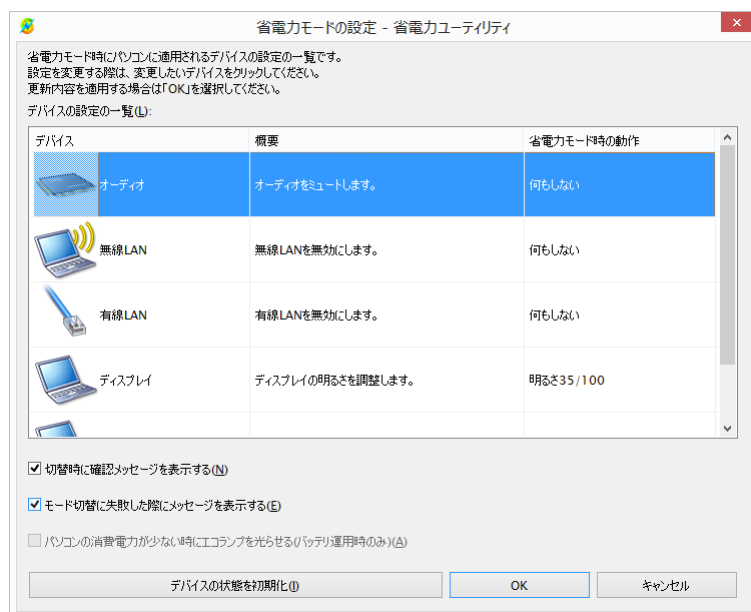 省電力モードの設定 - 省電力ユーティリティ
省電力モード時にパソコンに適用されるデバイスの設定の一覧です。
設定を変更する際は、変更したいデバイスをクリックしてください。
更新内容を適用する場合は「OK」を選択してください。
デバイスの設定の一覧(L):
デバイス 概要 省電力モード時の動作
オーディオ オーディオをミュートします。 何もしない
無線LAN 無線LANを無効にします。 何もしない
有線LAN 有線LANを無効にします。 何もしない
ディスプレイ ディスプレイの明るさを調整します。 明るさ35/100
切替時に確認メッセージを表示する(N)
モード切替に失敗した際にメッセージを表示する(E)
パソコンの消費電力が少ない時にエコランプを光らせる(バッテリ運用時のみ)(A)
デバイスの状態を初期化(I) OK キャンセル